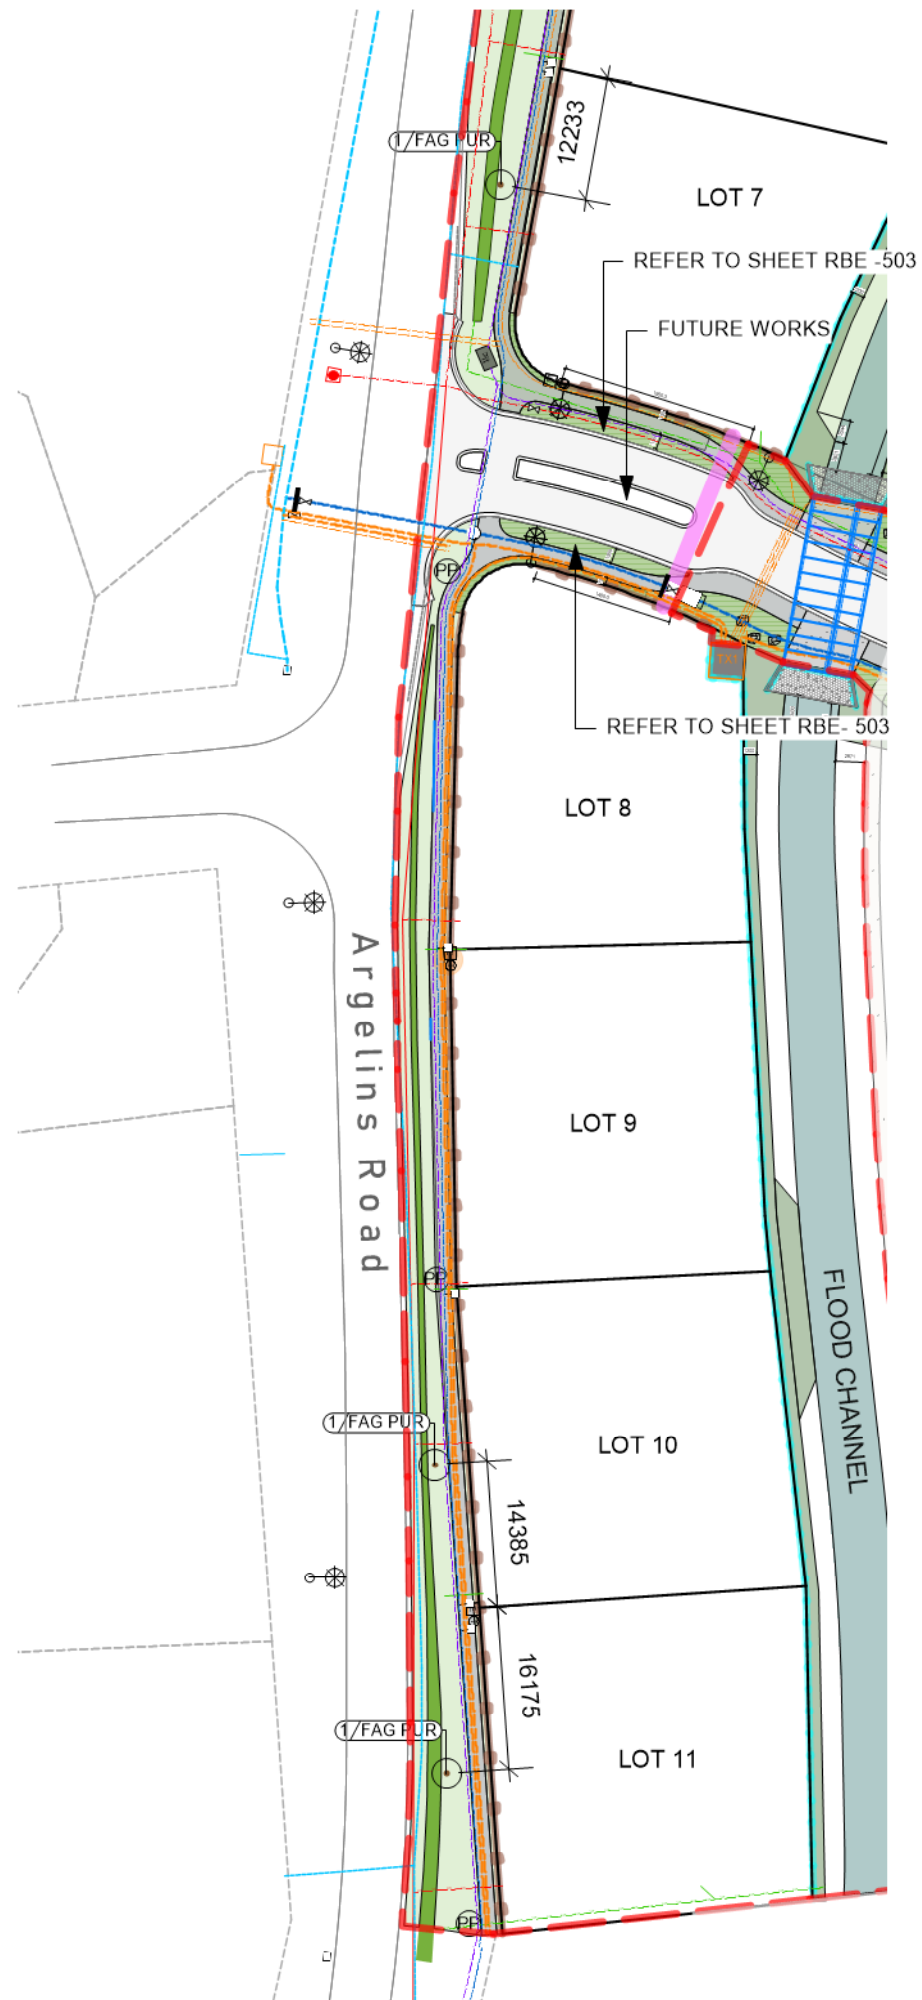 1/FAG PUR
12233
LOT 7
REFER TO SHEET RBE -503
FUTURE WORKS
PP
TX1
REFER TO SHEET RBE- 503
LOT 8
Argelins Road
LOT 9
PP
FLOOD CHANNEL
1/FAG PUR
LOT 10
14385
16175
1/FAG PUR
LOT 11
PP